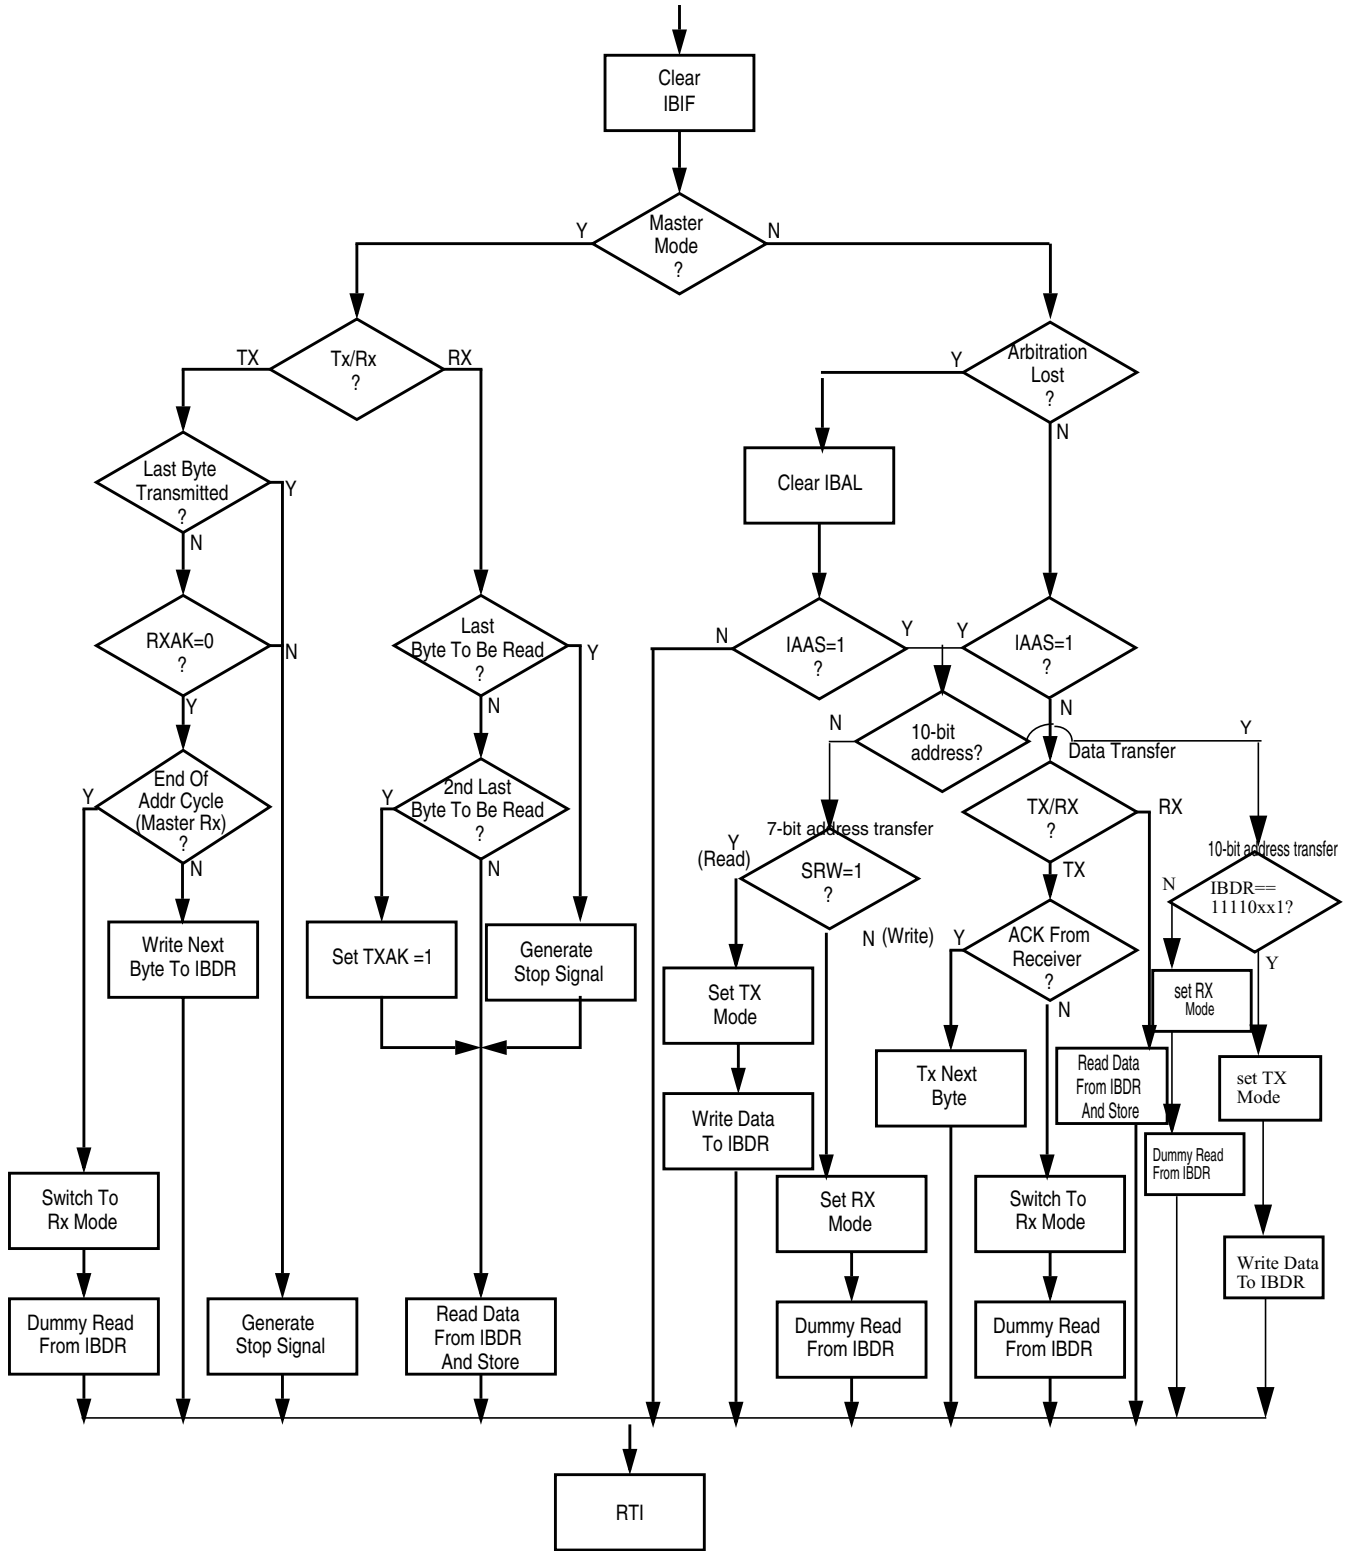 Clear
IBIF
Master
Mode
?
Y
N
Tx/Rx
?
TX
RX
Arbitration
Lost
?
Y
N
Last Byte
Transmitted
?
Y
N
Clear IBAL
RXAK=0
?
N
Y
Last
Byte To Be Read
?
Y
N
IAAS=1
?
N
Y
IAAS=1
?
Y
N
10-bit
address?
N
Y
Data Transfer
End Of
Addr Cycle
(Master Rx)
?
Y
N
2nd Last
Byte To Be Read
?
Y
N
7-bit address transfer
SRW=1
?
Y
(Read)
N (Write)
TX/RX
?
RX
TX
10-bit address transfer
IBDR==
11110xx1?
N
Y
Write Next
Byte To IBDR
Set TXAK =1
Generate
Stop Signal
Set TX
Mode
ACK From
Receiver
?
Y
N
set RX
Mode
Tx Next
Byte
Read Data
From IBDR
And Store
set TX
Mode
Write Data
To IBDR
Dummy Read
From IBDR
Switch To
Rx Mode
Set RX
Mode
Switch To
Rx Mode
Write Data
To IBDR
Dummy Read
From IBDR
Generate
Stop Signal
Read Data
From IBDR
And Store
Dummy Read
From IBDR
Dummy Read
From IBDR
RTI